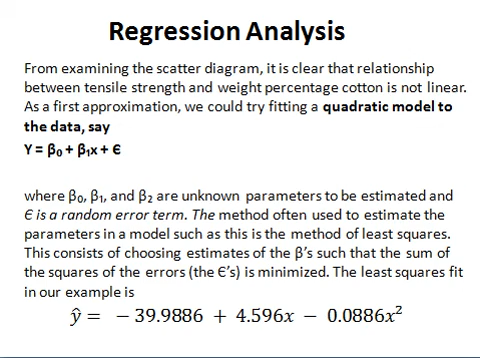 Regression Analysis
From examining the scatter diagram, it is clear that relationship
between tensile strength and weight percentage cotton is not linear.
As a first approximation, we could try fitting a quadratic model to
the data, say
Y = β₀ + β₁x + Є
where β₀, β₁, and β₂ are unknown parameters to be estimated and
Є is a random error term. The method often used to estimate the
parameters in a model such as this is the method of least squares.
This consists of choosing estimates of the β's such that the sum of
the squares of the errors (the Є's) is minimized. The least squares fit
in our example is
ŷ = − 39.9886 + 4.596x − 0.0886x²